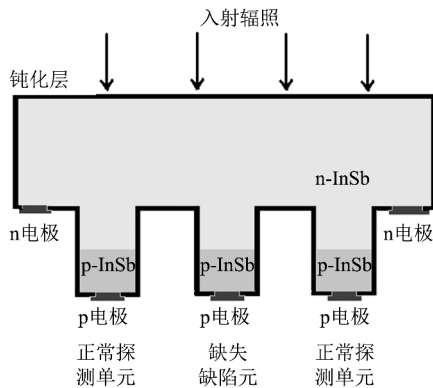 入射辐照
钝化层
n-InSb
n电极
n电极
p-InSb
p-InSb
p-InSb
p电极
p电极
p电极
正常探
测单元
缺失
缺陷元
正常探
测单元